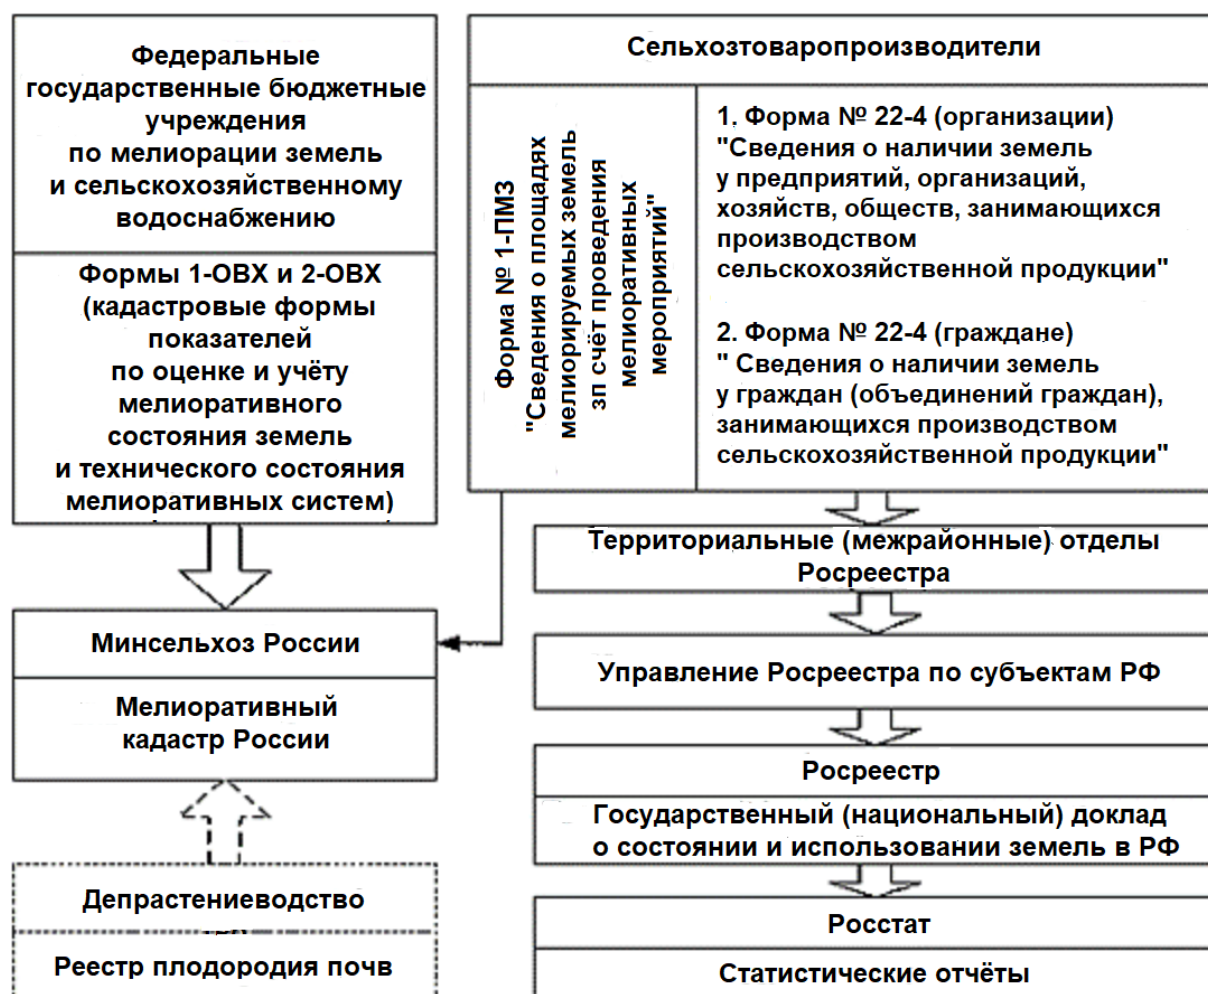 Федеральные
государственные бюджетные
учреждения
по мелиорации земель
и сельскохозяйственному
водоснабжению
Формы 1-ОВХ и 2-ОВХ
(кадастровые формы
показателей
по оценке и учёту
мелиоративного
состояния земель
и технического состояния
мелиоративных систем)
Минсельхоз России
Мелиоративный
кадастр России
Депрастениеводство
Реестр плодородия почв
Сельхозтоваропроизводители
Форма № 1-ПМЗ
"Сведения о площадях
мелиорируемых земель
зп счёт проведения
мелиоративных
мероприятий"
1. Форма № 22-4 (организации)
"Сведения о наличии земель
у предприятий, организаций,
хозяйств, обществ, занимающихся
производством
сельскохозяйственной продукции"
2. Форма № 22-4 (граждане)
" Сведения о наличии земель
у граждан (объединений граждан),
занимающихся производством
сельскохозяйственной продукции"
Территориальные (межрайонные) отделы
Росреестра
Управление Росреестра по субъектам РФ
Росреестр
Государственный (национальный) доклад
о состоянии и использовании земель в РФ
Росстат
Статистические отчёты